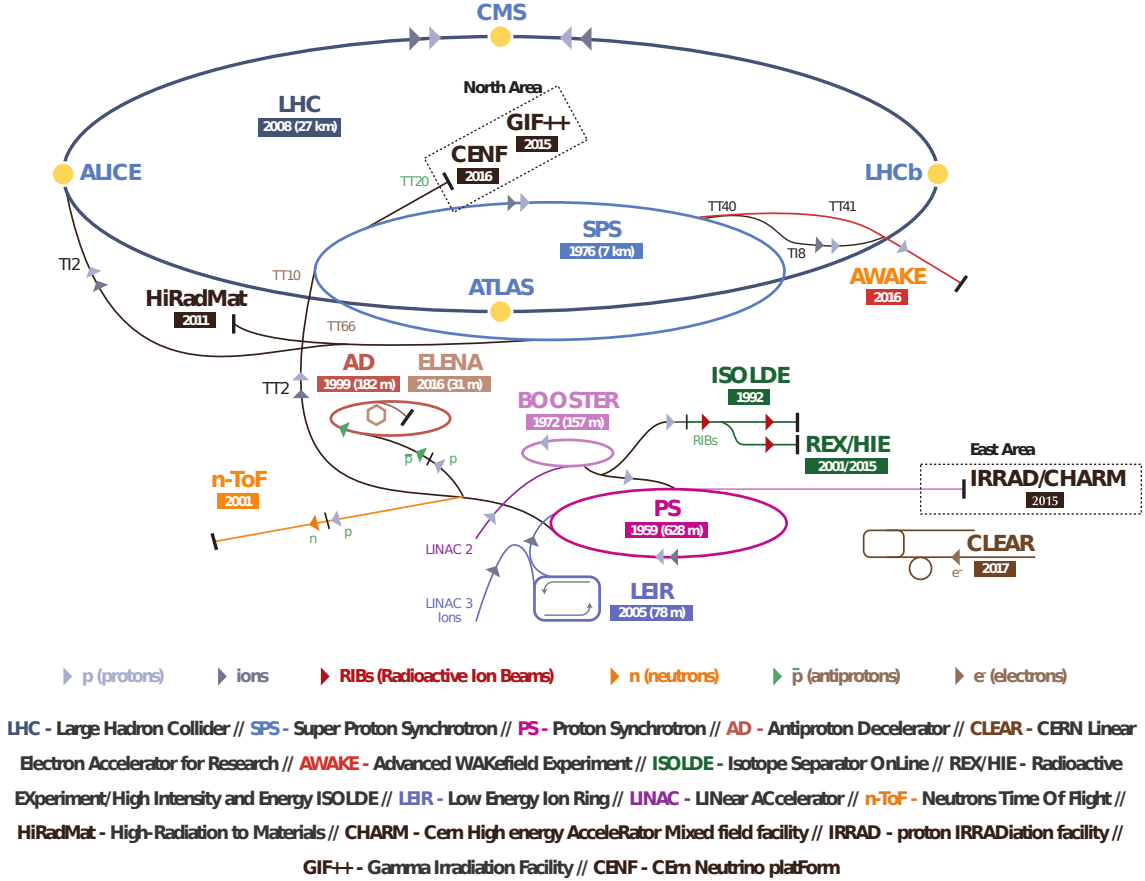 CMS
North Area
LHC
2008 (27 km)
GIF++
2015
CENF
2016
ALICE
TT20
LHCb
TT40
TT41
SPS
1976 (7 km)
TI8
TI2
TT10
AWAKE
2016
ATLAS
HiRadMat
2011
TT66
AD
1999 (182 m)
ELENA
2016 (31 m)
TT2
BOOSTER
1972 (157 m)
ISOLDE
1992
RIBs
REX/HIE
2001/2015
p̅
p
East Area
IRRAD/CHARM
2015
n-ToF
2001
n
p
PS
1959 (628 m)
LINAC 2
CLEAR
2017
e-
LEIR
2005 (78 m)
LINAC 3
Ions
p (protons)
ions
RIBs (Radioactive Ion Beams)
n (neutrons)
p̅ (antiprotons)
e- (electrons)
LHC - Large Hadron Collider // SPS - Super Proton Synchrotron // PS - Proton Synchrotron // AD - Antiproton Decelerator // CLEAR - CERN Linear
Electron Accelerator for Research // AWAKE - Advanced WAKefield Experiment // ISOLDE - Isotope Separator OnLine // REX/HIE - Radioactive
EXperiment/High Intensity and Energy ISOLDE // LEIR - Low Energy Ion Ring // LINAC - LINear ACcelerator // n-ToF - Neutrons Time Of Flight //
HiRadMat - High-Radiation to Materials // CHARM - Cern High energy AcceleRator Mixed field facility // IRRAD - proton IRRADiation facility //
GIF++ - Gamma Irradiation Facility // CENF - CErn Neutrino platForm